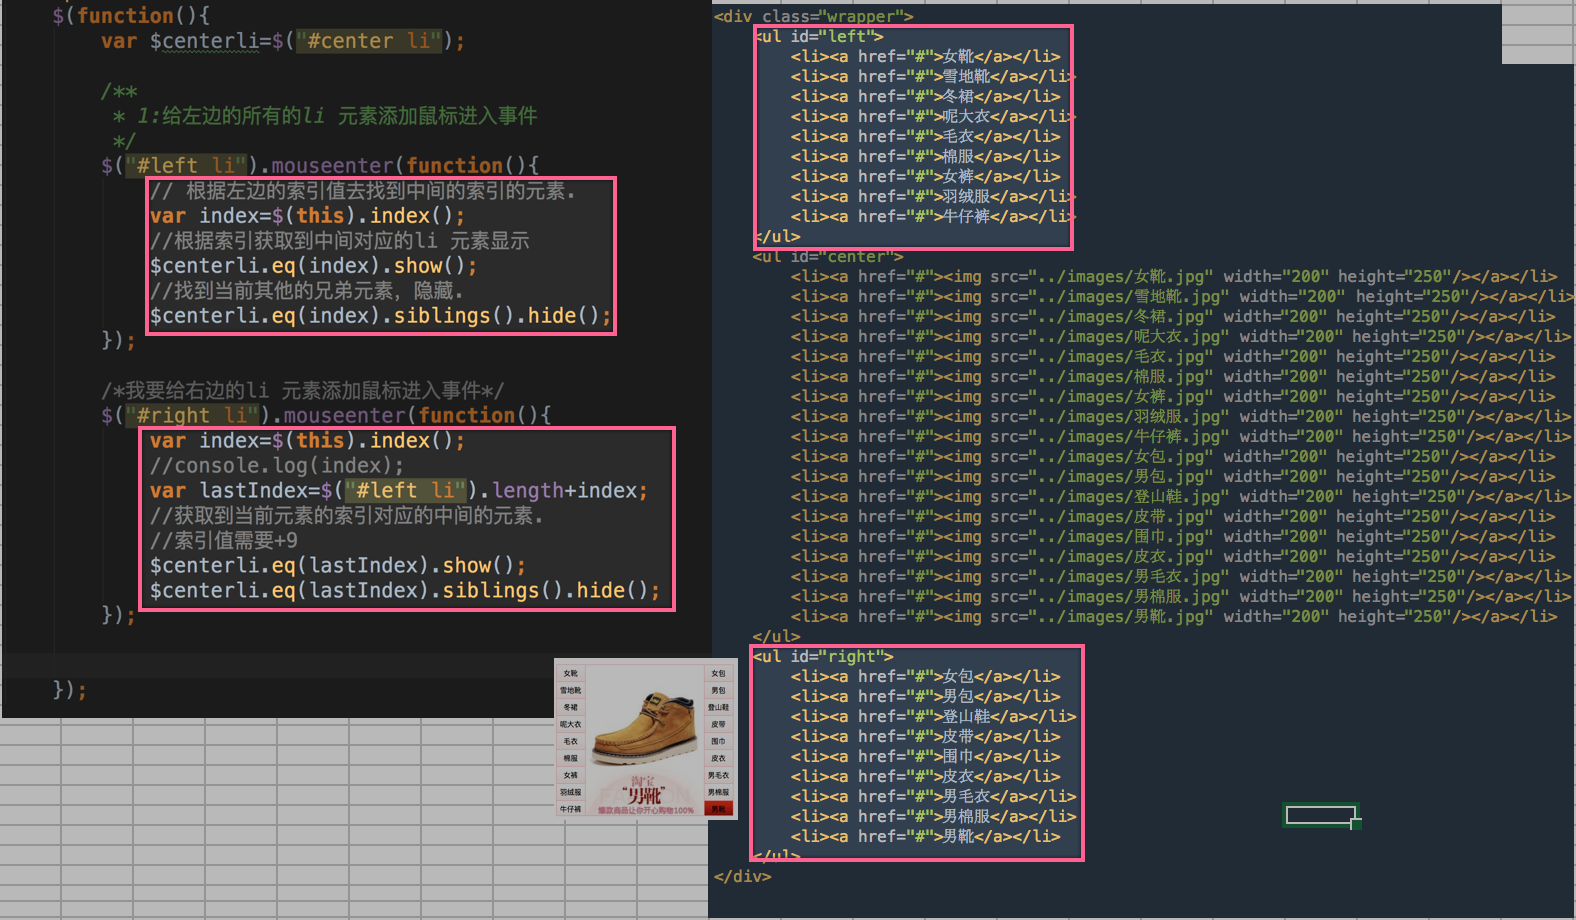 $(function(){
var $centerli=$("#center li");
/**
* 1:给左边的所有的li 元素添加鼠标进入事件
*/
$("#left li").mouseenter(function(){
// 根据左边的索引值去找到中间的索引的元素.
var index=$(this).index();
//根据索引获取到中间对应的li 元素显示
$centerli.eq(index).show();
//找到当前其他的兄弟元素，隐藏.
$centerli.eq(index).siblings().hide();
});
/*我要给右边的li 元素添加鼠标进入事件*/
$("#right li").mouseenter(function(){
var index=$(this).index();
//console.log(index);
var lastIndex=$("#left li").length+index;
//获取到当前元素的索引对应的中间的元素.
//索引值需要+9
$centerli.eq(lastIndex).show();
$centerli.eq(lastIndex).siblings().hide();
});
});
<div class="wrapper">
<ul id="left">
<li><a href="#">女靴</a></li>
<li><a href="#">雪地靴</a></li>
<li><a href="#">冬裙</a></li>
<li><a href="#">呢大衣</a></li>
<li><a href="#">毛衣</a></li>
<li><a href="#">棉服</a></li>
<li><a href="#">女裤</a></li>
<li><a href="#">羽绒服</a></li>
<li><a href="#">牛仔裤</a></li>
</ul>
<ul id="center">
<li><a href="#"><img src="../images/女靴.jpg" width="200" height="250"/></a></li>
<li><a href="#"><img src="../images/雪地靴.jpg" width="200" height="250"/></a></li>
<li><a href="#"><img src="../images/冬裙.jpg" width="200" height="250"/></a></li>
<li><a href="#"><img src="../images/呢大衣.jpg" width="200" height="250"/></a></li>
<li><a href="#"><img src="../images/毛衣.jpg" width="200" height="250"/></a></li>
<li><a href="#"><img src="../images/棉服.jpg" width="200" height="250"/></a></li>
<li><a href="#"><img src="../images/女裤.jpg" width="200" height="250"/></a></li>
<li><a href="#"><img src="../images/羽绒服.jpg" width="200" height="250"/></a></li>
<li><a href="#"><img src="../images/牛仔裤.jpg" width="200" height="250"/></a></li>
<li><a href="#"><img src="../images/女包.jpg" width="200" height="250"/></a></li>
<li><a href="#"><img src="../images/男包.jpg" width="200" height="250"/></a></li>
<li><a href="#"><img src="../images/登山鞋.jpg" width="200" height="250"/></a></li>
<li><a href="#"><img src="../images/皮带.jpg" width="200" height="250"/></a></li>
<li><a href="#"><img src="../images/围巾.jpg" width="200" height="250"/></a></li>
<li><a href="#"><img src="../images/皮衣.jpg" width="200" height="250"/></a></li>
<li><a href="#"><img src="../images/男毛衣.jpg" width="200" height="250"/></a></li>
<li><a href="#"><img src="../images/男棉服.jpg" width="200" height="250"/></a></li>
<li><a href="#"><img src="../images/男靴.jpg" width="200" height="250"/></a></li>
</ul>
<ul id="right">
<li><a href="#">女包</a></li>
<li><a href="#">男包</a></li>
<li><a href="#">登山鞋</a></li>
<li><a href="#">皮带</a></li>
<li><a href="#">围巾</a></li>
<li><a href="#">皮衣</a></li>
<li><a href="#">男毛衣</a></li>
<li><a href="#">男棉服</a></li>
<li><a href="#">男靴</a></li>
</ul>
</div>
女靴
雪地靴
冬裙
呢大衣
毛衣
棉服
女裤
羽绒服
牛仔裤
淘宝
"男靴"
爆款商品让你开心购物100%
女包
男包
登山鞋
皮带
围巾
皮衣
男毛衣
男棉服
男靴